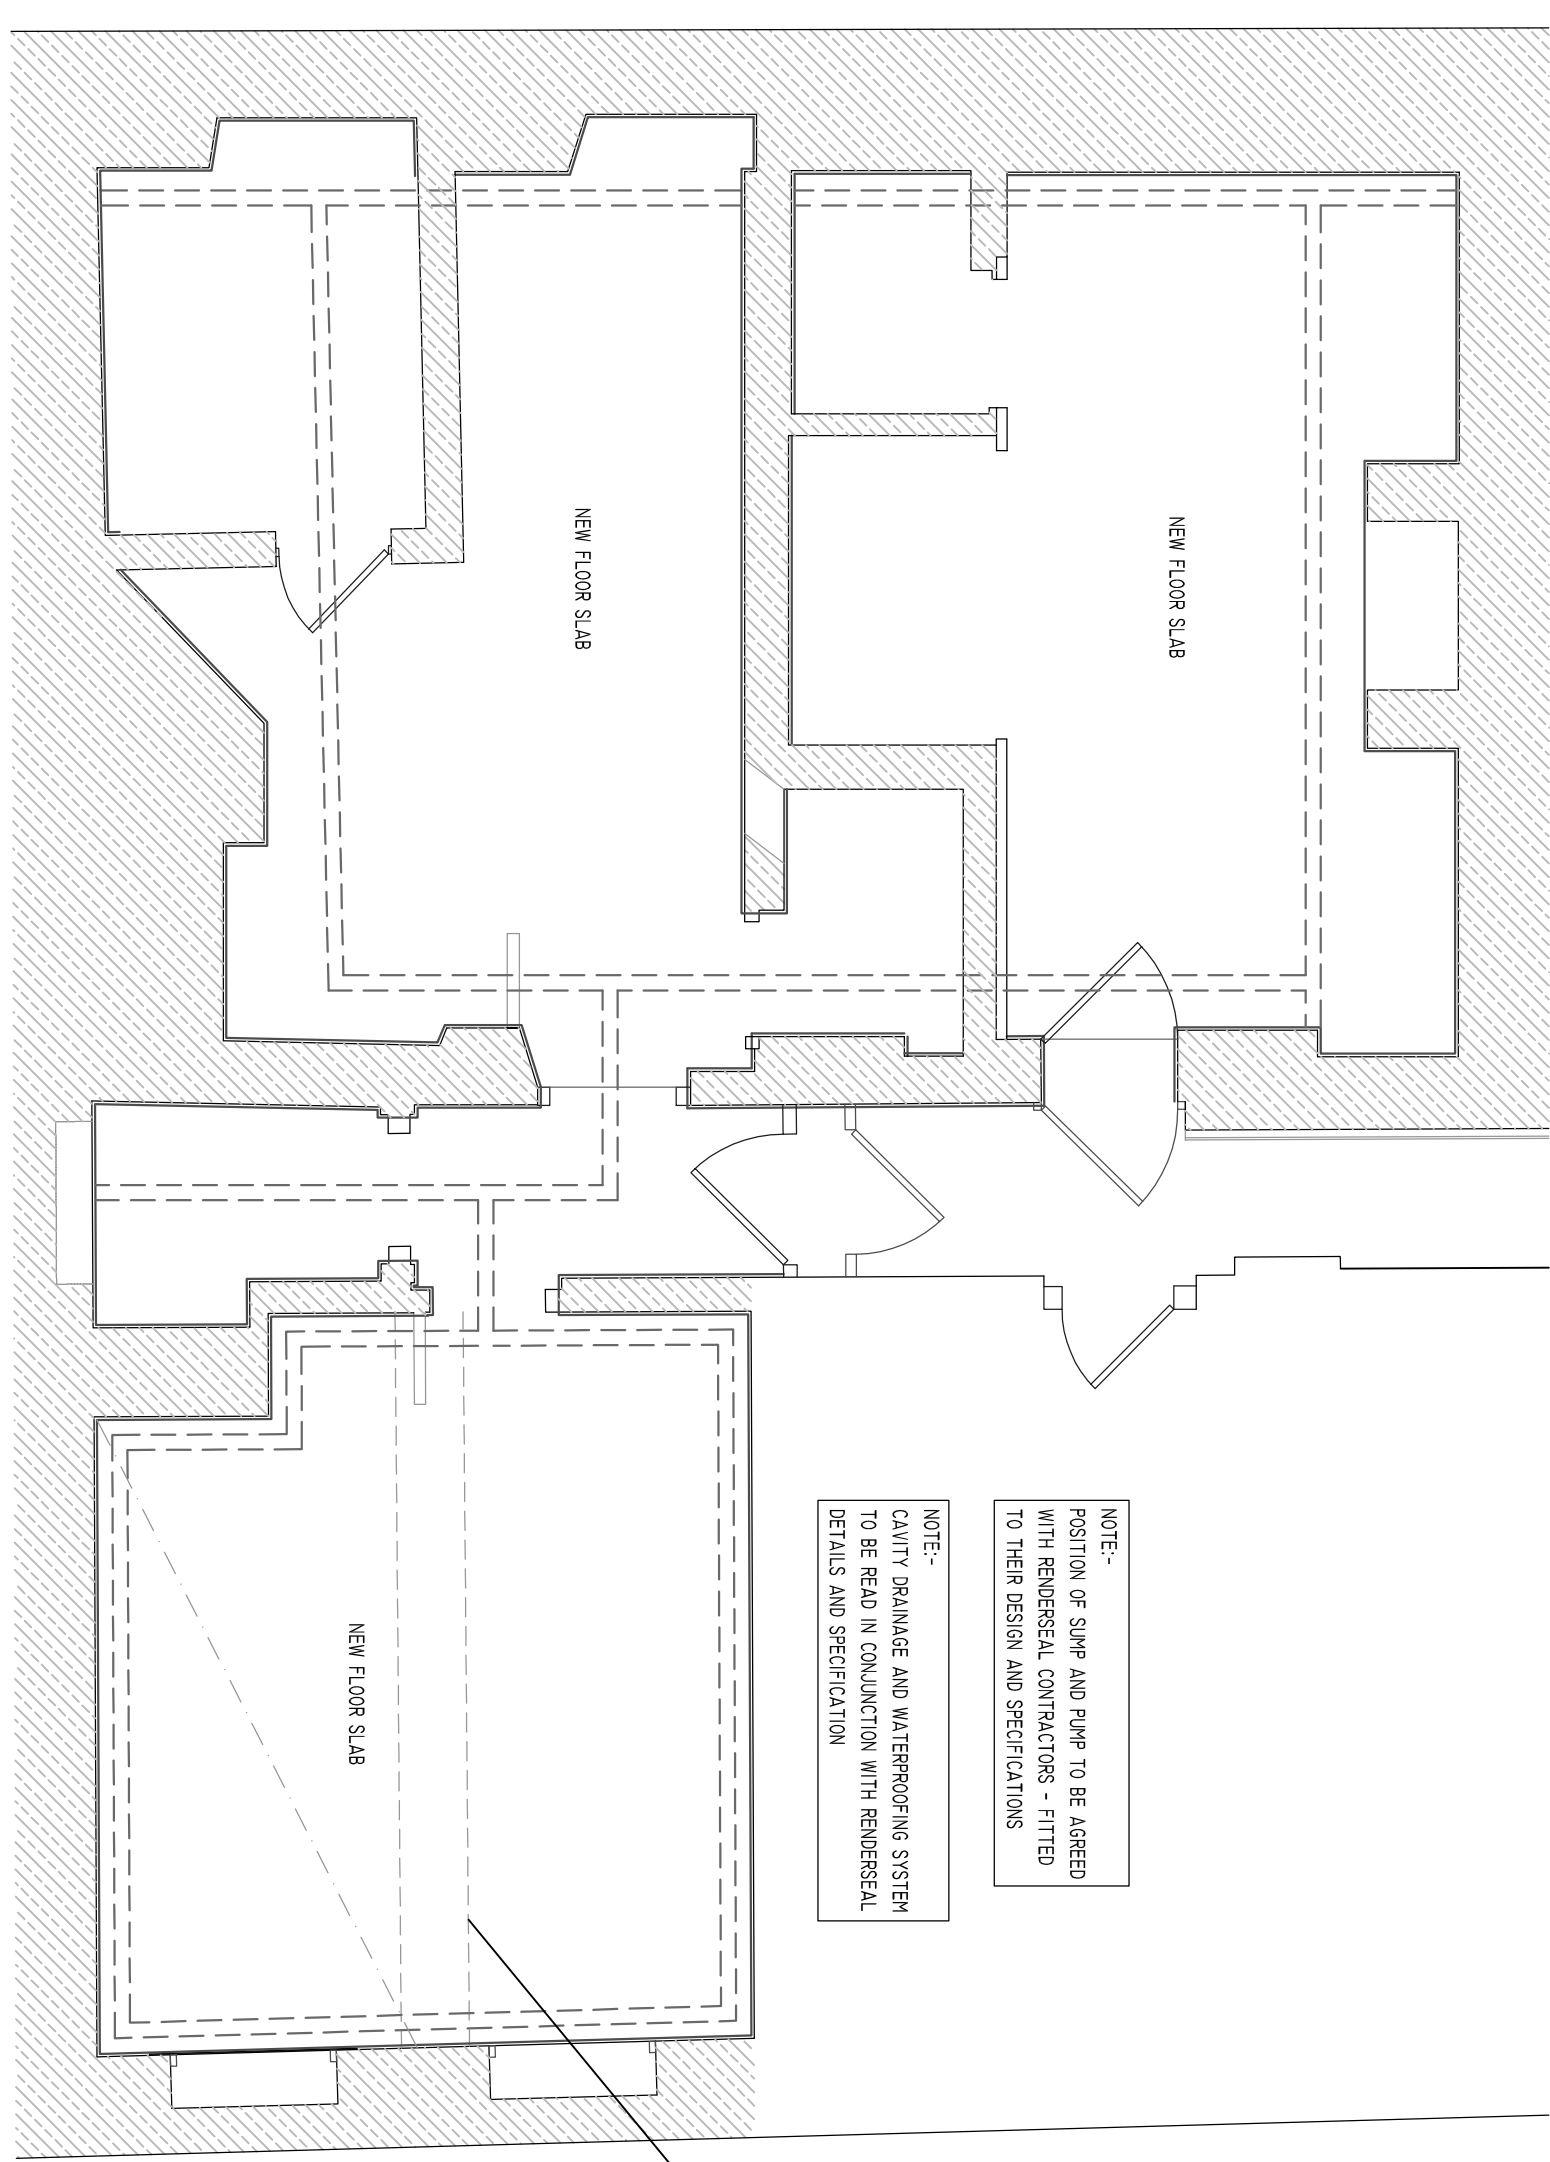 NEW FLOOR SLAB
NEW FLOOR SLAB
NOTE:-
POSITION OF SUMP AND PUMP TO BE AGREED
WITH RENDERSEAL CONTRACTORS - FITTED
TO THEIR DESIGN AND SPECIFICATIONS
NOTE:-
CAVITY DRAINAGE AND WATERPROOFING SYSTEM
TO BE READ IN CONJUNCTION WITH RENDERSEAL
DETAILS AND SPECIFICATION
NEW FLOOR SLAB